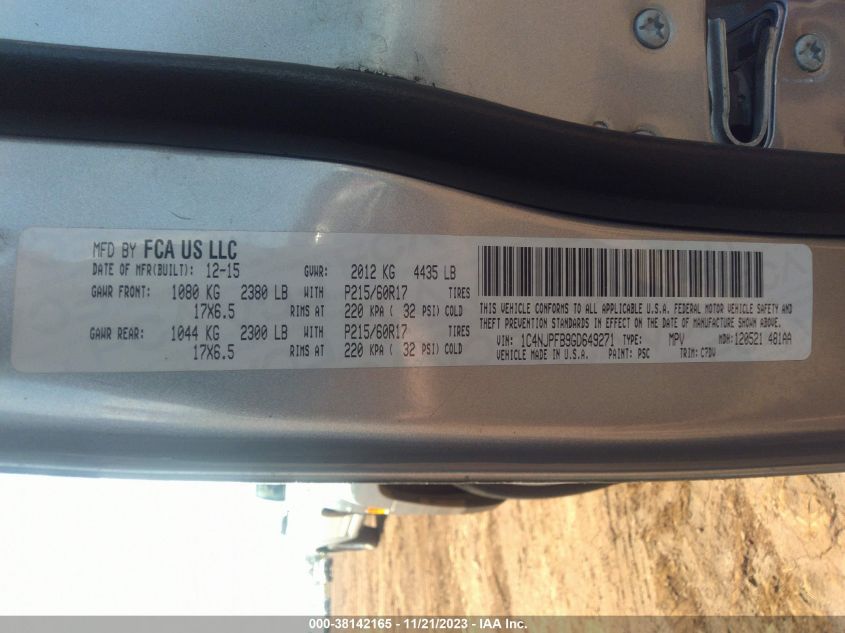 MFD BY FCA US LLC
DATE OF MFR(BUILT): 12-15 GVWR: 2012 KG 4435 LB
GAWR FRONT: 1080 KG 2380 LB WITH P215/60R17 TIRES
17X6.5 RIMS AT 220 KPA ( 32 PSI) COLD
GAWR REAR: 1044 KG 2300 LB WITH P215/60R17 TIRES
17X6.5 RIMS AT 220 KPA ( 32 PSI) COLD
THIS VEHICLE CONFORMS TO ALL APPLICABLE U.S.A. FEDERAL MOTOR VEHICLE SAFETY AND
THEFT PREVENTION STANDARDS IN EFFECT ON THE DATE OF MANUFACTURE SHOWN ABOVE.
VIN: 1C4NJPFB9GD649271 TYPE: MPV MDH:120521 481AA
VEHICLE MADE IN U.S.A. PAINT: PSC TRIM: C7DV
000-38142165 - 11/21/2023 - IAA Inc.